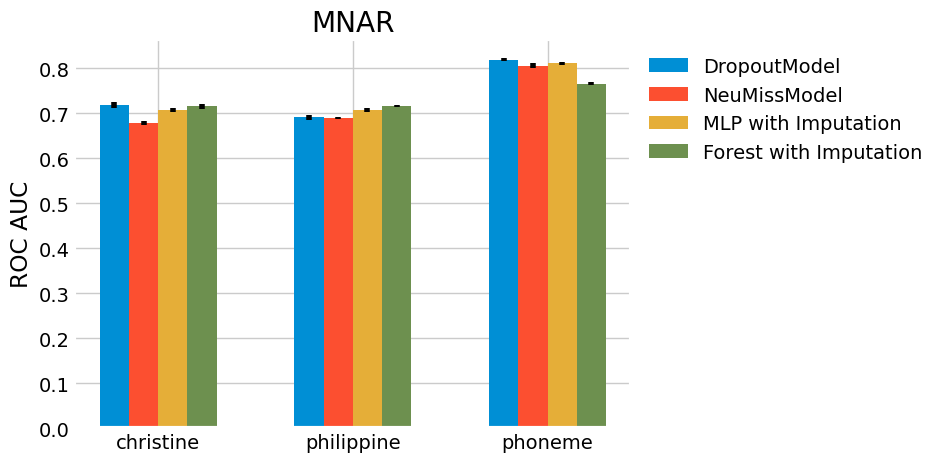 MNAR
ROC AUC
0.8
0.7
0.6
0.5
0.4
0.3
0.2
0.1
0.0
christine philippine phoneme
DropoutModel
NeuMissModel
MLP with Imputation
Forest with Imputation